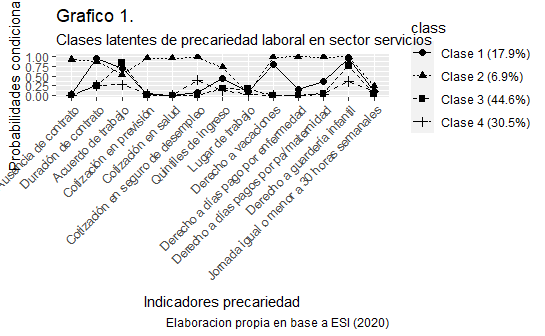 Grafico 1.
Clases latentes de precariedad laboral en sector servicios
Probabilidades condiciona
1.00
0.75
0.50
0.25
0.00
Ausencia de contrato
Duración de contrato
Acuerdo de trabajo
Cotización en previsión
Cotización en salud
Cotización en seguro de desempleo
Quintiles de Ingreso
Lugar de trabajo
Derecho a vacaciones
Derecho a días pago por enfermedad
Derecho a días pagos por pa/maternidad
Derecho a guardería Infantil
Jornada Igual o menor a 30 horas semanales
Indicadores precariedad
Elaboracion propia en base a ESI (2020)
class
Clase 1 (17.9%)
Clase 2 (6.9%)
Clase 3 (44.6%)
Clase 4 (30.5%)